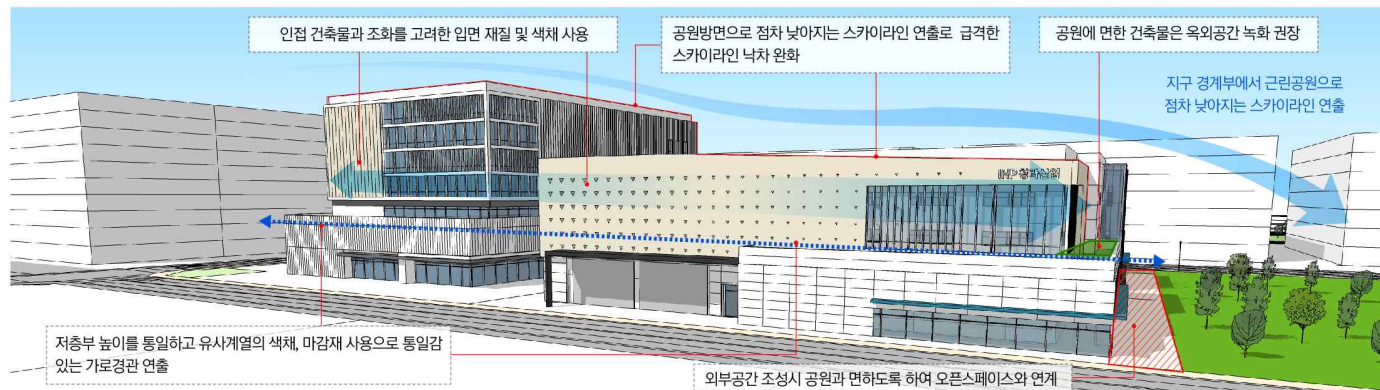 인접 건축물과 조화를 고려한 입면 재질 및 색채 사용
공원방면으로 점차 낮아지는 스카이라인 연출로 급격한
스카이라인 낙차 완화
공원에 면한 건축물은 옥외공간 녹화 권장
지구 경계부에서 근린공원으로
점차 낮아지는 스카이라인 연출
저층부 높이를 통일하고 유사계열의 색채, 마감재 사용으로 통일감
있는 가로경관 연출
외부공간 조성시 공원과 면하도록 하여 오픈스페이스와 연계